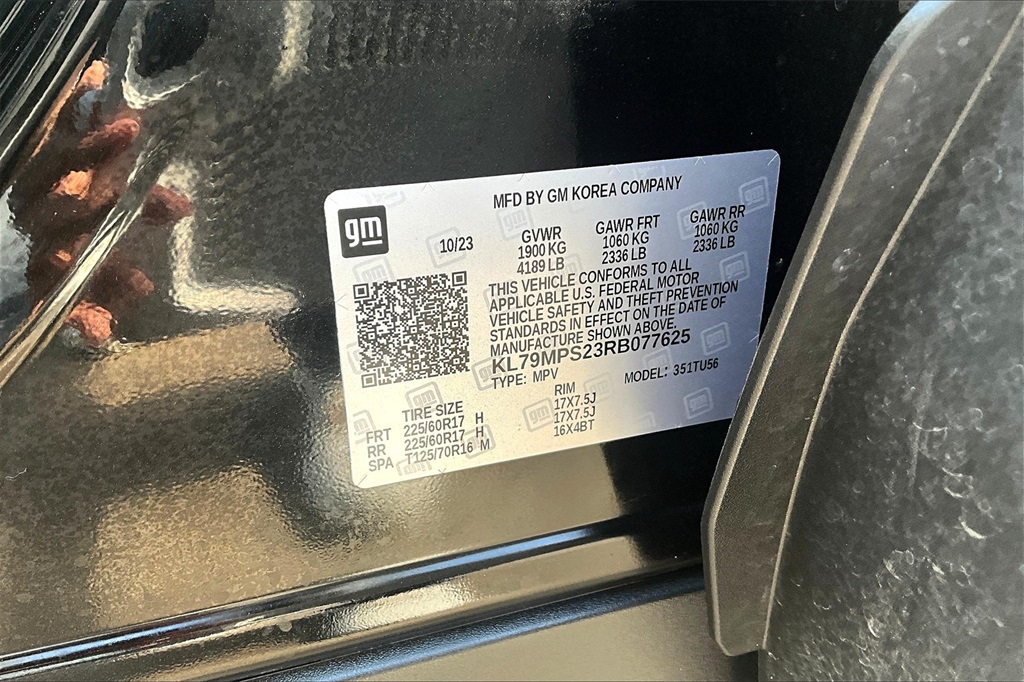 MFD BY GM KOREA COMPANY
gm
10/23
GVWR GAWR FRT GAWR RR
1900 KG 1060 KG 1060 KG
4189 LB 2336 LB 2336 LB
THIS VEHICLE CONFORMS TO ALL
APPLICABLE U.S. FEDERAL MOTOR
VEHICLE SAFETY AND THEFT PREVENTION
STANDARDS IN EFFECT ON THE DATE OF
MANUFACTURE SHOWN ABOVE.
KL79MPS23RB077625
TYPE: MPV MODEL: 351TU56
TIRE SIZE RIM
FRT 225/60R17 H 17X7.5J
RR 225/60R17 H 17X7.5J
SPA T125/70R16 M 16X4BT